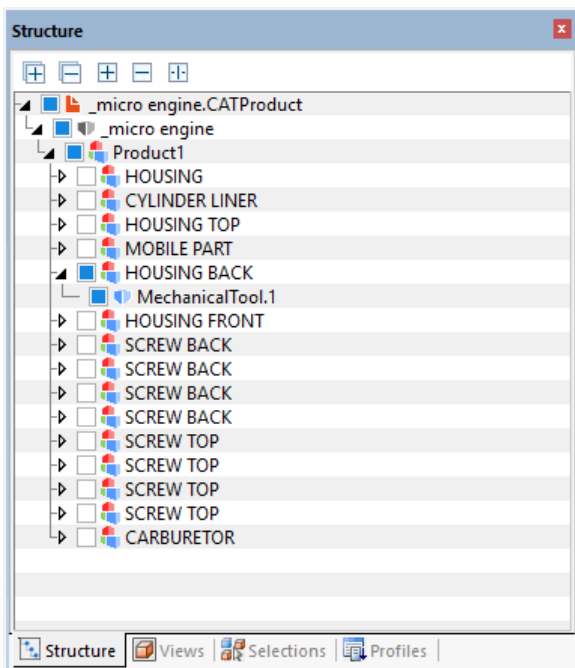 Structure
_micro engine.CATProduct
_micro engine
Product1
HOUSING
CYLINDER LINER
HOUSING TOP
MOBILE PART
HOUSING BACK
MechanicalTool.1
HOUSING FRONT
SCREW BACK
SCREW BACK
SCREW BACK
SCREW BACK
SCREW TOP
SCREW TOP
SCREW TOP
SCREW TOP
CARBURETOR
Structure Views Selections Profiles